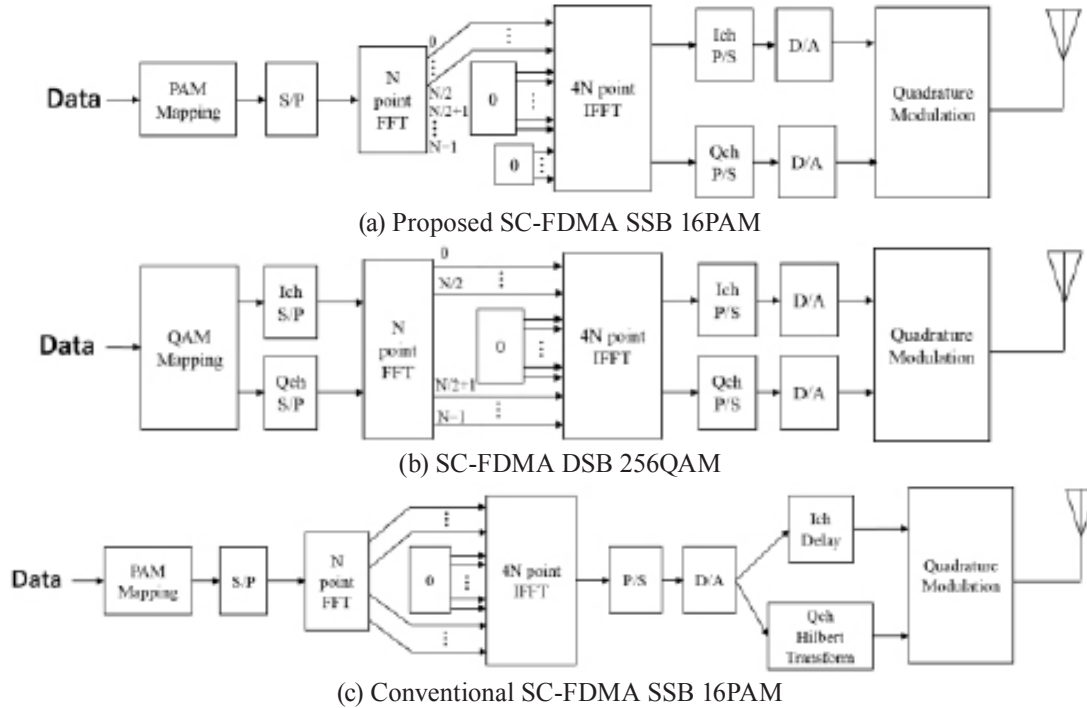 Data
PAM
Mapping
S/P
N
point
FFT
0
N/2
N/2+1
N-1
0
0
4N point
IFFT
Ich
P/S
D/A
Qch
P/S
D/A
Quadrature
Modulation
(a) Proposed SC-FDMA SSB 16PAM
Data
QAM
Mapping
Ich
S/P
Qch
S/P
N
point
FFT
0
N/2
N/2+1
N-1
0
4N point
IFFT
Ich
P/S
D/A
Qch
P/S
D/A
Quadrature
Modulation
(b) SC-FDMA DSB 256QAM
Data
PAM
Mapping
S/P
N
point
FFT
0
4N point
IFFT
P/S
D/A
Ich
Delay
Qch
Hilbert
Transform
Quadrature
Modulation
(c) Conventional SC-FDMA SSB 16PAM